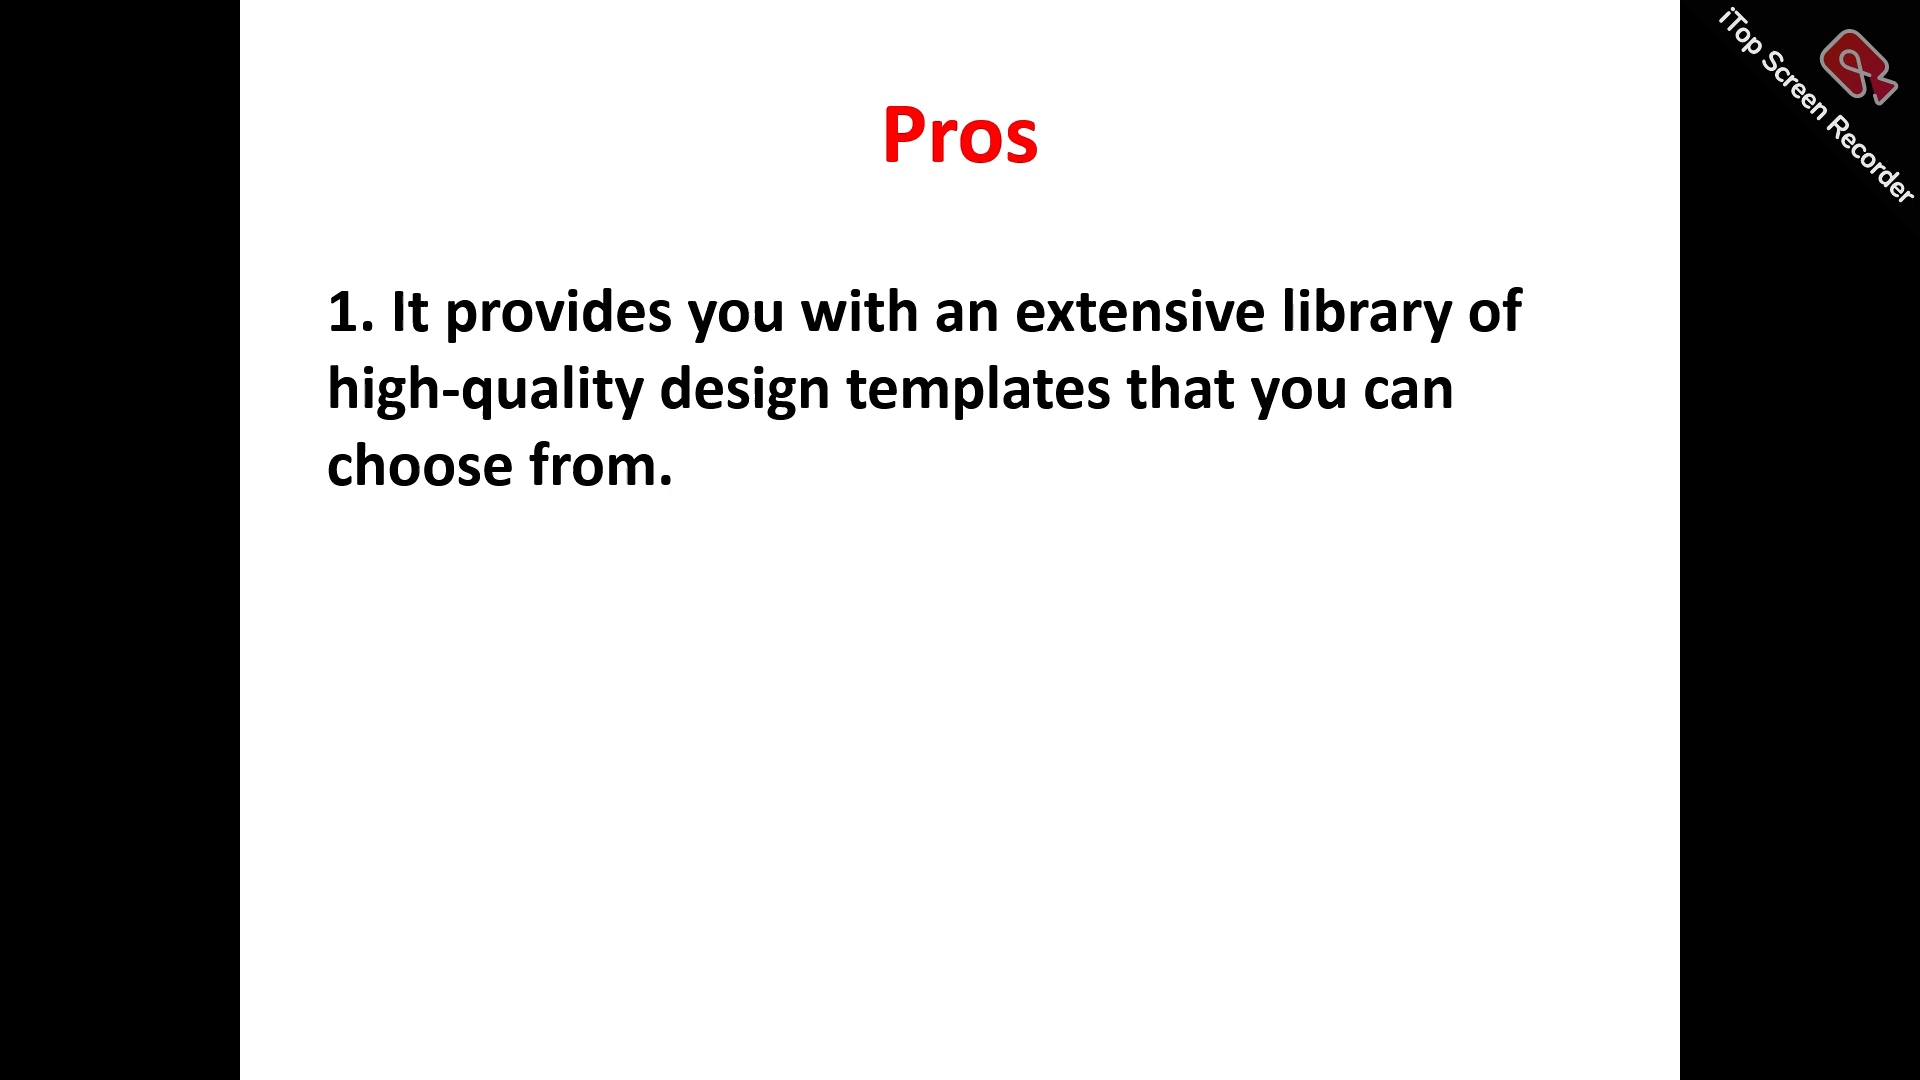 iTop Screen Recorder
Pros
1. It provides you with an extensive library of
high-quality design templates that you can
choose from.